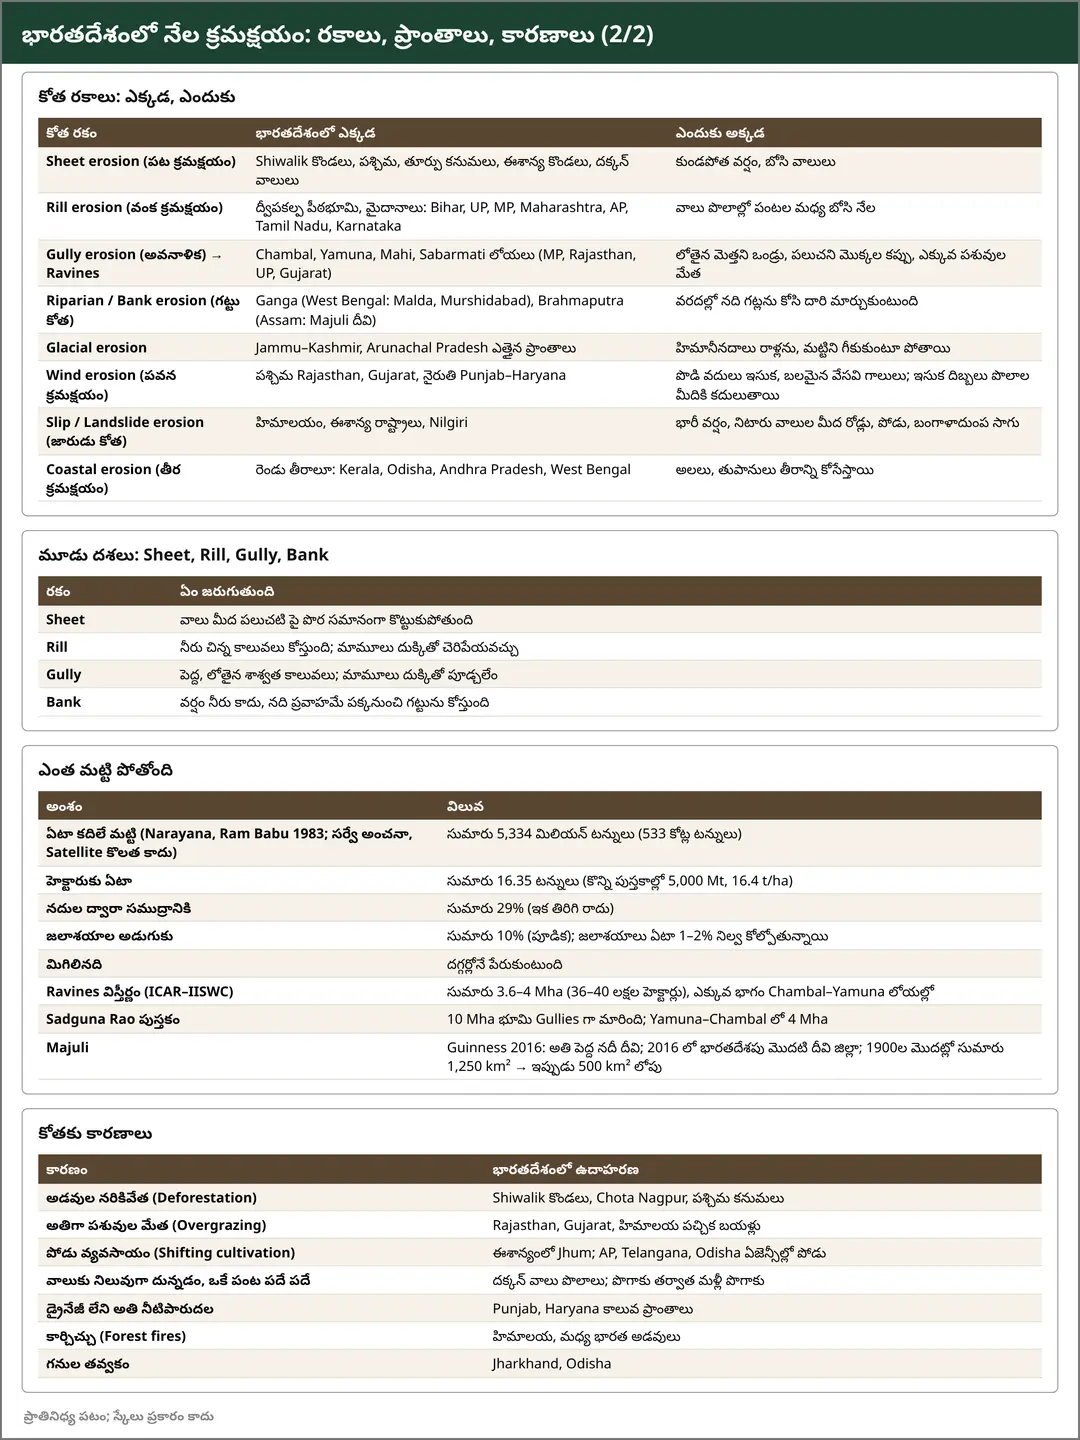 భారతదేశంలో నేల క్రమక్షయం: రకాలు, ప్రాంతాలు, కారణాలు (2/2)
కోత రకాలు: ఎక్కడ, ఎందుకు
కోత రకం భారతదేశంలో ఎక్కడ ఎందుకు అక్కడ
Sheet erosion (పట క్రమక్షయం) Shiwalik కొండలు, పశ్చిమ, తూర్పు కనుమలు, ఈశాన్య కొండలు, దక్కన్ కుండపోత వర్షం, బోసి వాలులు
వాలులు
Rill erosion (వంక క్రమక్షయం) ద్వీపకల్ప పీఠభూమి, మైదానాలు: Bihar, UP, MP, Maharashtra, AP, వాలు పొలాల్లో పంటల మధ్య బోసి నేల
Tamil Nadu, Karnataka
Gully erosion (అవనాళిక) → Chambal, Yamuna, Mahi, Sabarmati లోయలు (MP, Rajasthan, లోతైన మెత్తని ఒండ్రు, పలుచని మొక్కల కప్పు, ఎక్కువ పశువుల
Ravines UP, Gujarat) మేత
Riparian / Bank erosion (గట్టు Ganga (West Bengal: Malda, Murshidabad), Brahmaputra వరదల్లో నది గట్లను కోసి దారి మార్చుకుంటుంది
కోత) (Assam: Majuli దీవి)
Glacial erosion Jammu–Kashmir, Arunachal Pradesh ఎత్తైన ప్రాంతాలు హిమానీనదాలు రాళ్లను, మట్టిని గీకుకుంటూ పోతాయి
Wind erosion (పవన పశ్చిమ Rajasthan, Gujarat, నైరుతి Punjab–Haryana పొడి వదులు ఇసుక, బలమైన వేసవి గాలులు; ఇసుక దిబ్బలు పొలాల
క్రమక్షయం) మీదికి కదులుతాయి
Slip / Landslide erosion హిమాలయం, ఈశాన్య రాష్ట్రాలు, Nilgiri భారీ వర్షం, నిటారు వాలుల మీద రోడ్లు, పోడు, బంగాళాదుంప సాగు
(జారుడు కోత)
Coastal erosion (తీర రెండు తీరాలూ: Kerala, Odisha, Andhra Pradesh, West Bengal అలలు, తుపానులు తీరాన్ని కోసేస్తాయి
క్రమక్షయం)
మూడు దశలు: Sheet, Rill, Gully, Bank
రకం ఏం జరుగుతుంది
Sheet వాలు మీద పలుచటి పై పొర సమానంగా కొట్టుకుపోతుంది
Rill నీరు చిన్న కాలువలు కోస్తుంది; మామూలు దుక్కితో చెరిపేయవచ్చు
Gully పెద్ద, లోతైన శాశ్వత కాలువలు; మామూలు దుక్కితో పూడ్చలేం
Bank వర్షం నీరు కాదు, నది ప్రవాహమే పక్కనుంచి గట్టును కోస్తుంది
ఎంత మట్టి పోతోంది
అంశం విలువ
ఏటా కదిలే మట్టి (Narayana, Ram Babu 1983; సర్వే అంచనా, సుమారు 5,334 మిలియన్ టన్నులు (533 కోట్ల టన్నులు)
Satellite కొలత కాదు)
హెక్టారుకు ఏటా సుమారు 16.35 టన్నులు (కొన్ని పుస్తకాల్లో 5,000 Mt, 16.4 t/ha)
నదుల ద్వారా సముద్రానికి సుమారు 29% (ఇక తిరిగి రాదు)
జలాశయాల అడుగుకు సుమారు 10% (పూడిక); జలాశయాలు ఏటా 1–2% నిల్వ కోల్పోతున్నాయి
మిగిలినది దగ్గర్లోనే పేరుకుంటుంది
Ravines విస్తీర్ణం (ICAR–IISWC) సుమారు 3.6–4 Mha (36–40 లక్షల హెక్టార్లు), ఎక్కువ భాగం Chambal–Yamuna లోయల్లో
Sadguna Rao పుస్తకం 10 Mha భూమి Gullies గా మారింది; Yamuna–Chambal లో 4 Mha
Majuli Guinness 2016: అతి పెద్ద నదీ దీవి; 2016 లో భారతదేశపు మొదటి దీవి జిల్లా; 1900ల మొదట్లో సుమారు
1,250 km² → ఇప్పుడు 500 km² లోపు
కోతకు కారణాలు
కారణం భారతదేశంలో ఉదాహరణ
అడవుల నరికివేత (Deforestation) Shiwalik కొండలు, Chota Nagpur, పశ్చిమ కనుమలు
అతిగా పశువుల మేత (Overgrazing) Rajasthan, Gujarat, హిమాలయ పచ్చిక బయళ్లు
పోడు వ్యవసాయం (Shifting cultivation) ఈశాన్యంలో Jhum; AP, Telangana, Odisha ఏజెన్సీల్లో పోడు
వాలుకు నిలువుగా దున్నడం, ఒకే పంట పదే పదే దక్కన్ వాలు పొలాలు; పొగాకు తర్వాత మళ్లీ పొగాకు
డ్రైనేజీ లేని అతి నీటిపారుదల Punjab, Haryana కాలువ ప్రాంతాలు
కార్చిచ్చు (Forest fires) హిమాలయ, మధ్య భారత అడవులు
గనుల తవ్వకం Jharkhand, Odisha
ప్రాతినిధ్య పటం; స్కేలు ప్రకారం కాదు